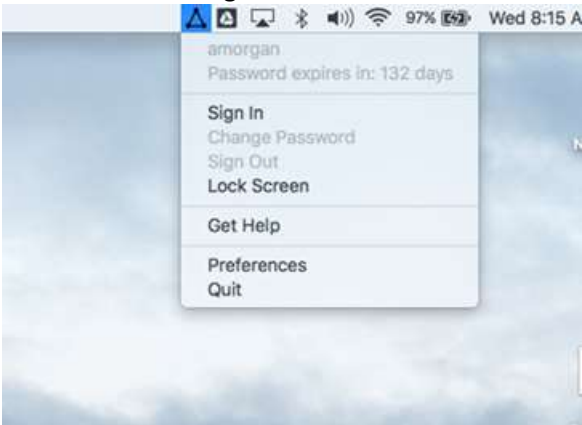 97% Wed 8:15 A
amorgan
Password expires in: 132 days
Sign In
Change Password
Sign Out
Lock Screen
Get Help
Preferences
Quit